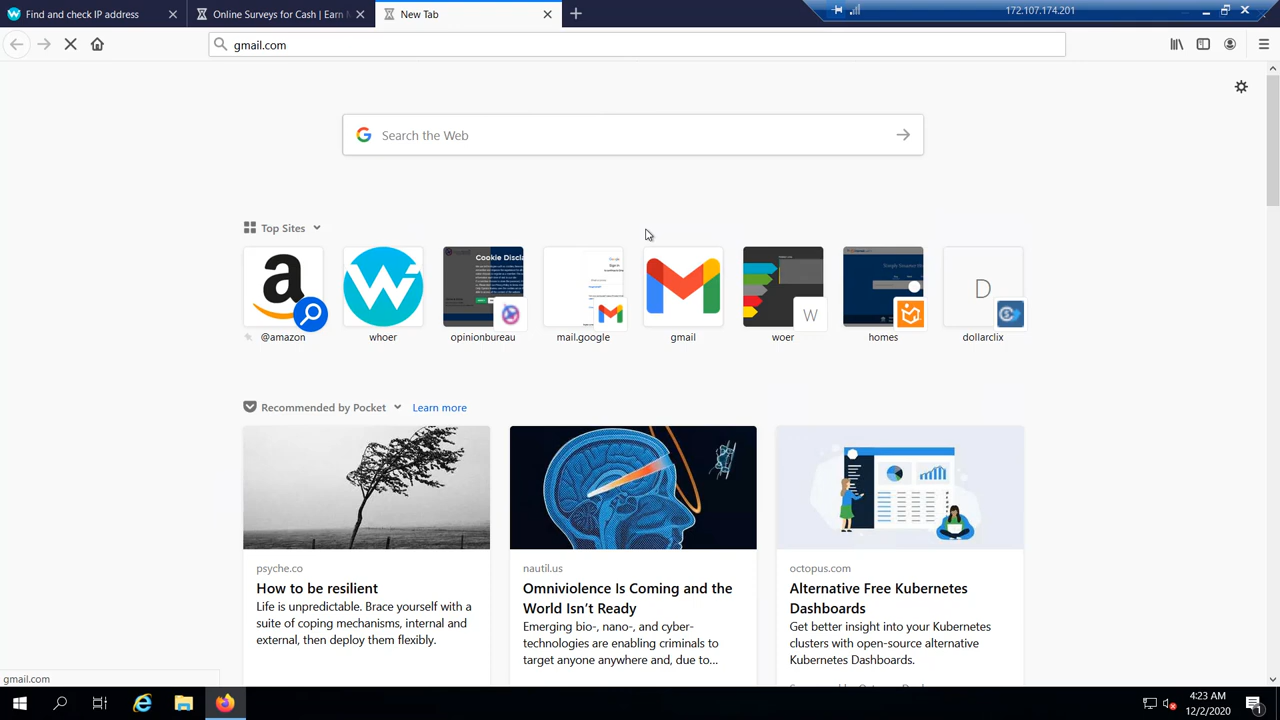 Find and check IP address
Online Surveys for Cash | Earn M
New Tab
172.107.174.201
gmail.com
Search the Web
Top Sites
@amazon
whoer
Cookie Discla
opinionbureau
mail.google
gmail
W
woer
homes
D
dollarclix
Recommended by Pocket
Learn more
psyche.co
How to be resilient
Life is unpredictable. Brace yourself with a
suite of coping mechanisms, internal and
external, then deploy them flexibly.
nautil.us
Omniviolence Is Coming and the
World Isn't Ready
Emerging bio-, nano-, and cyber-
technologies are enabling criminals to
target anyone anywhere and, due to...
octopus.com
Alternative Free Kubernetes
Dashboards
Get better insight into your Kubernetes
clusters with open-source alternative
Kubernetes Dashboards.
gmail.com
4:23 AM
12/2/2020
1